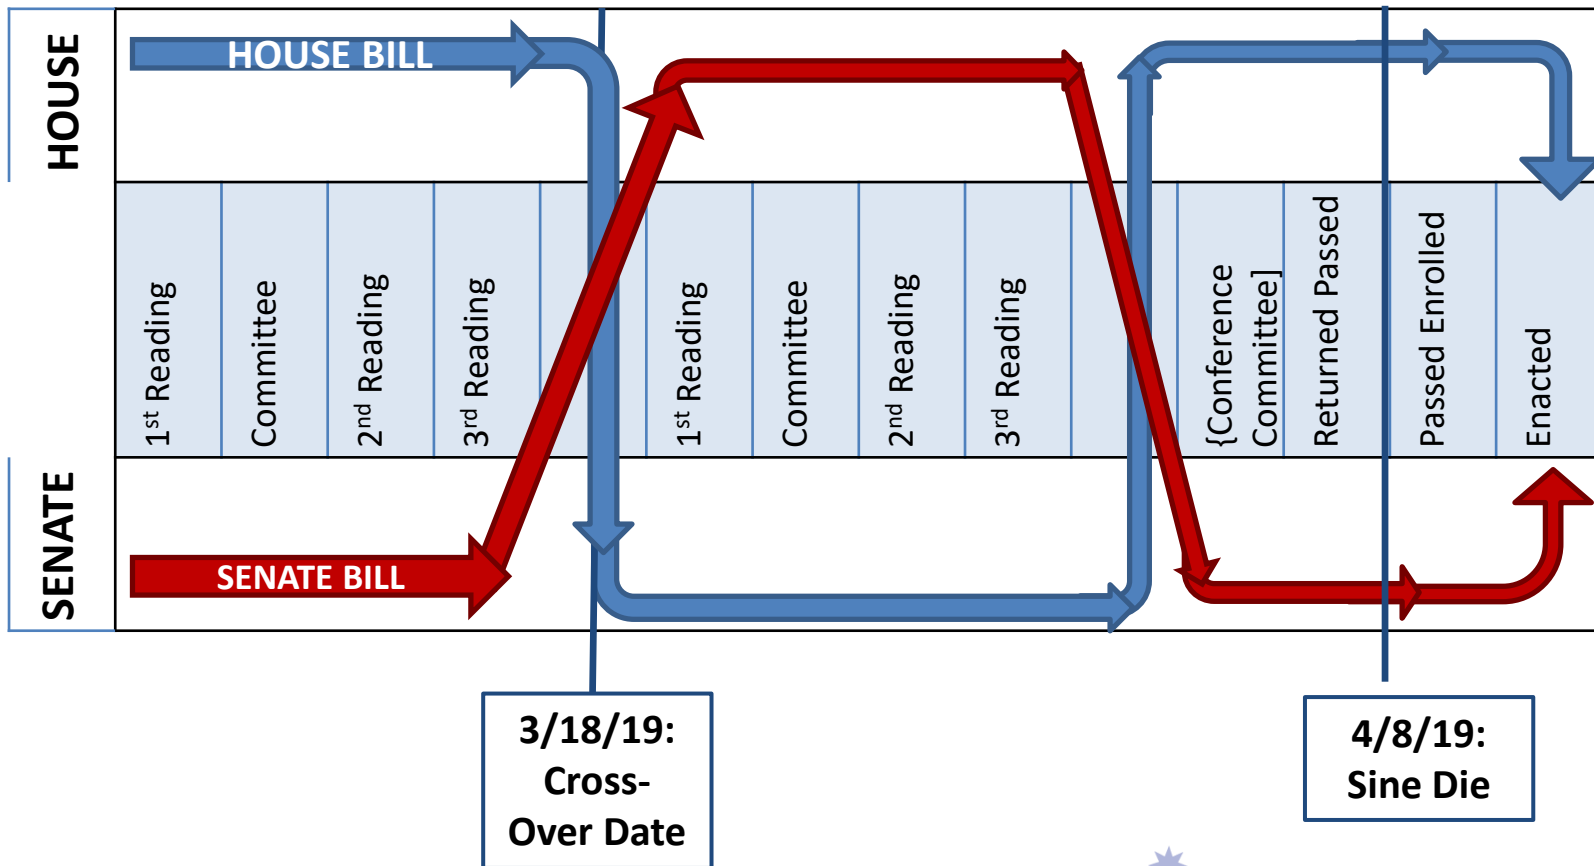 HOUSE
HOUSE BILL
1st Reading
Committee
2nd Reading
3rd Reading
1st Reading
Committee
2nd Reading
3rd Reading
{Conference
Committee]
Returned Passed
Passed Enrolled
Enacted
SENATE
SENATE BILL
3/18/19:
Cross-
Over Date
4/8/19:
Sine Die